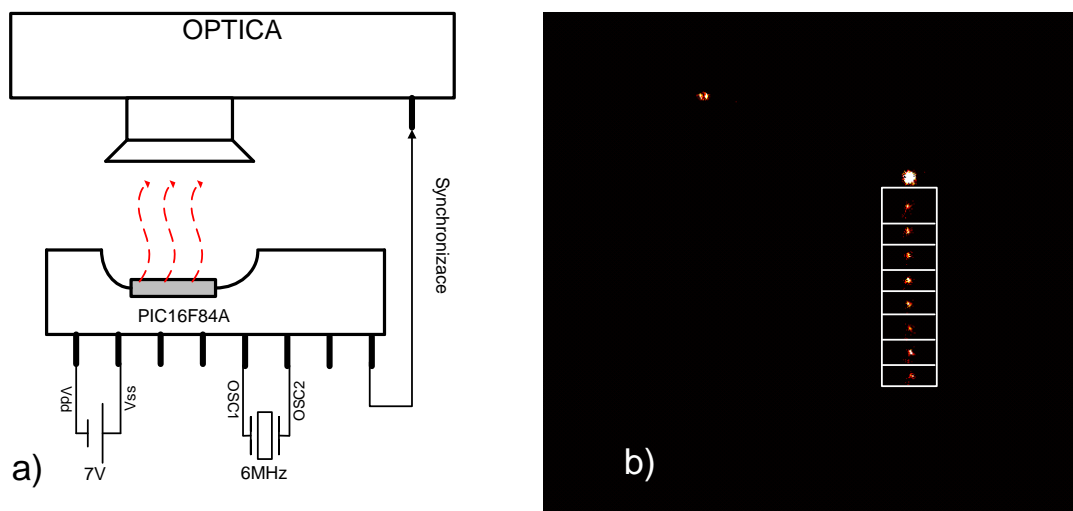 OPTICA
Synchronizace
PIC16F84A
Vdd
Vss
OSC1
OSC2
7V
6MHz
a)
b)